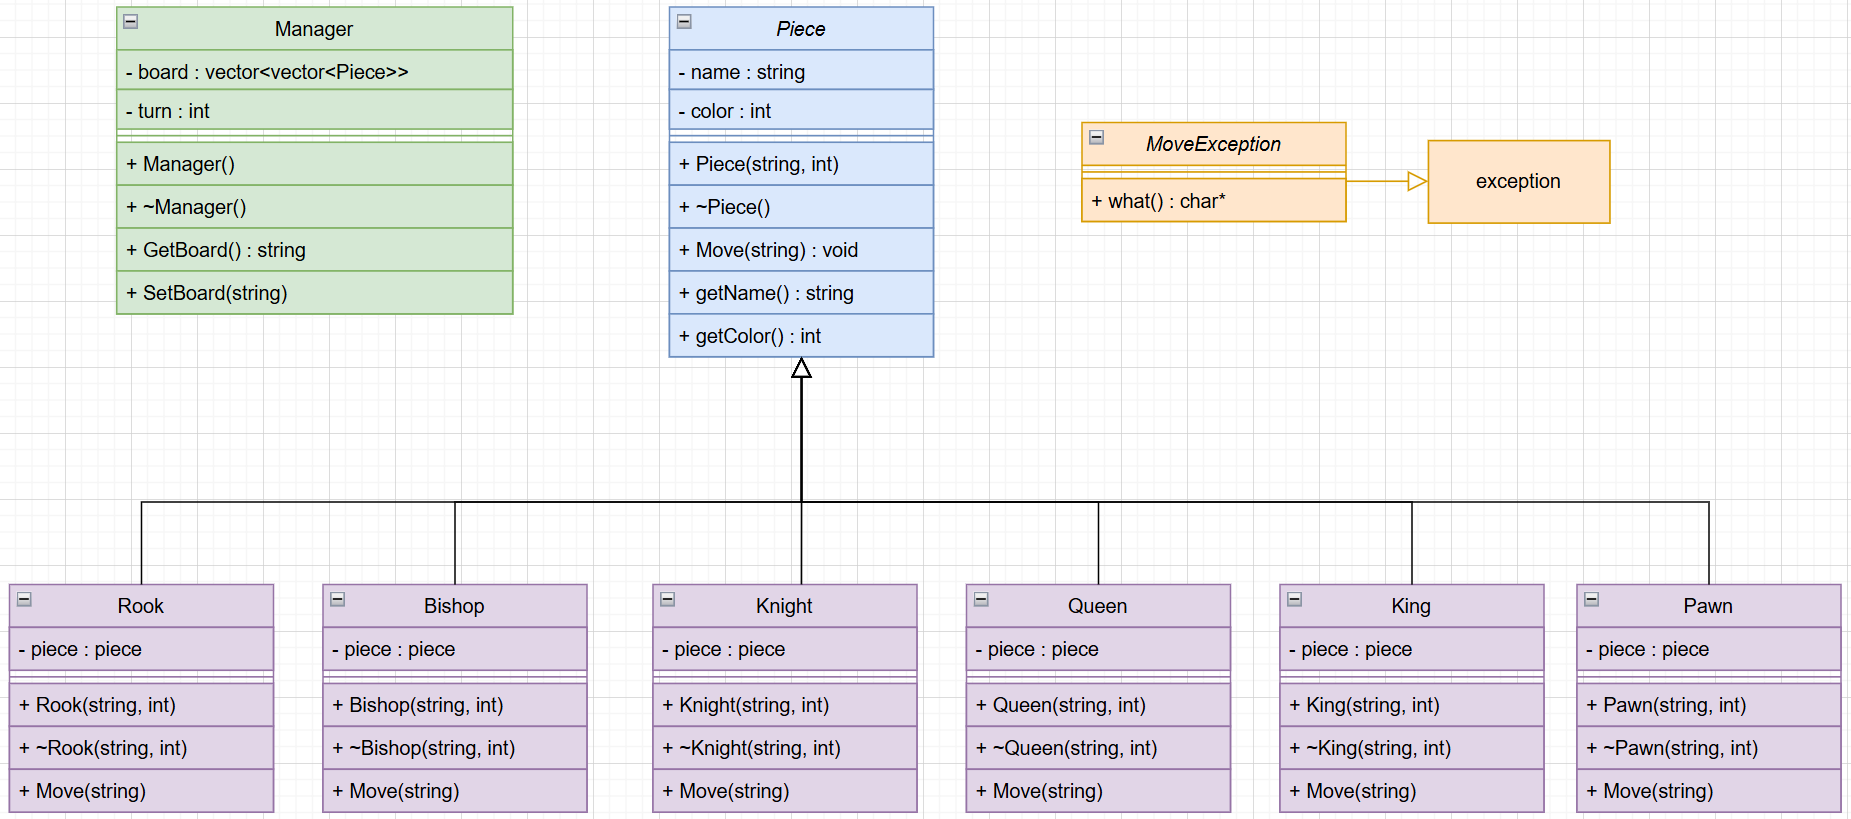 Manager
- board : vector<vector<Piece>>
- turn : int
+ Manager()
+ ~Manager()
+ GetBoard() : string
+ SetBoard(string)
Piece
- name : string
- color : int
+ Piece(string, int)
+ ~Piece()
+ Move(string) : void
+ getName() : string
+ getColor() : int
MoveException
+ what() : char*
exception
Rook
- piece : piece
+ Rook(string, int)
+ ~Rook(string, int)
+ Move(string)
Bishop
- piece : piece
+ Bishop(string, int)
+ ~Bishop(string, int)
+ Move(string)
Knight
- piece : piece
+ Knight(string, int)
+ ~Knight(string, int)
+ Move(string)
Queen
- piece : piece
+ Queen(string, int)
+ ~Queen(string, int)
+ Move(string)
King
- piece : piece
+ King(string, int)
+ ~King(string, int)
+ Move(string)
Pawn
- piece : piece
+ Pawn(string, int)
+ ~Pawn(string, int)
+ Move(string)